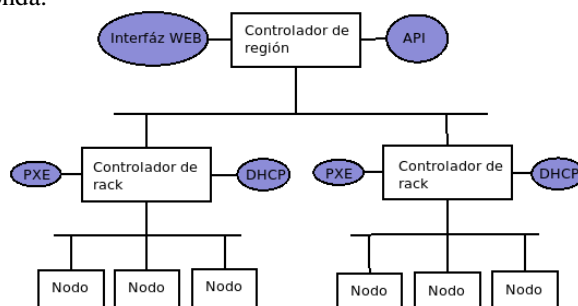 onda.
Interfáz WEB
Controlador de
región
API
PXE
Controlador de
rack
DHCP
PXE
Controlador de
rack
DHCP
Nodo
Nodo
Nodo
Nodo
Nodo
Nodo